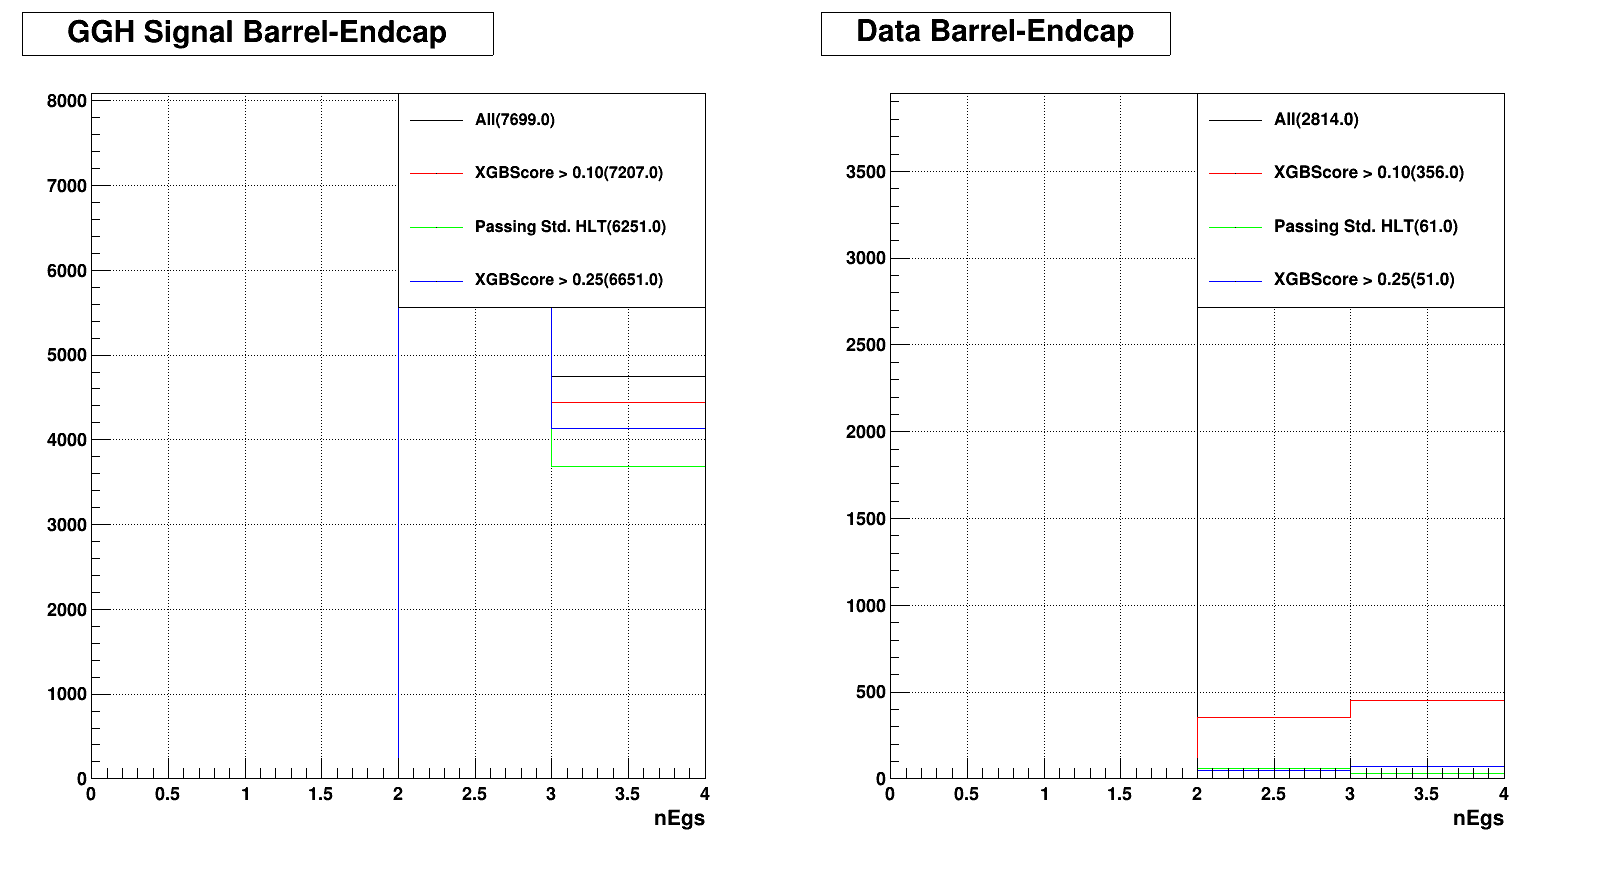 GGH Signal Barrel-Endcap
All(7699.0)
XGBScore > 0.10(7207.0)
Passing Std. HLT(6251.0)
XGBScore > 0.25(6651.0)
8000
7000
6000
5000
4000
3000
2000
1000
0
0 0.5 1 1.5 2 2.5 3 3.5 4
nEgs
Data Barrel-Endcap
All(2814.0)
XGBScore > 0.10(356.0)
Passing Std. HLT(61.0)
XGBScore > 0.25(51.0)
3500
3000
2500
2000
1500
1000
500
0
0 0.5 1 1.5 2 2.5 3 3.5 4
nEgs